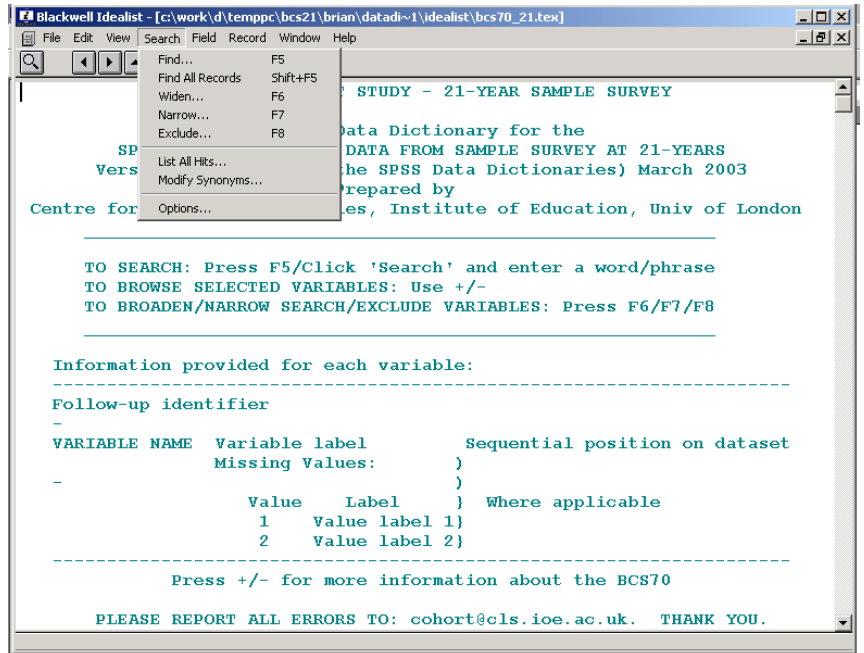 Blackwell Idealist - [c:\work\d\temppc\bcs21\brian\datadi~1\idealist\bcs70_21.tex]
File Edit View Search Field Record Window Help
Find... F5
Find All Records Shift+F5
Widen... F6
Narrow... F7
Exclude... F8
List All Hits...
Modify Synonyms...
Options...
STUDY - 21-YEAR SAMPLE SURVEY
Data Dictionary for the
SP DATA FROM SAMPLE SURVEY AT 21-YEARS
Vers the SPSS Data Dictionaries) March 2003
Prepared by
Centre for es, Institute of Education, Univ of London
TO SEARCH: Press F5/Click 'Search' and enter a word/phrase
TO BROWSE SELECTED VARIABLES: Use +/-
TO BROADEN/NARROW SEARCH/EXCLUDE VARIABLES: Press F6/F7/F8
Information provided for each variable:
Follow-up identifier
-
VARIABLE NAME Variable label Sequential position on dataset
Missing Values: )
- )
Value Label } Where applicable
1 Value label 1}
2 Value label 2}
Press +/- for more information about the BCS70
PLEASE REPORT ALL ERRORS TO: cohort@cls.ioe.ac.uk. THANK YOU.